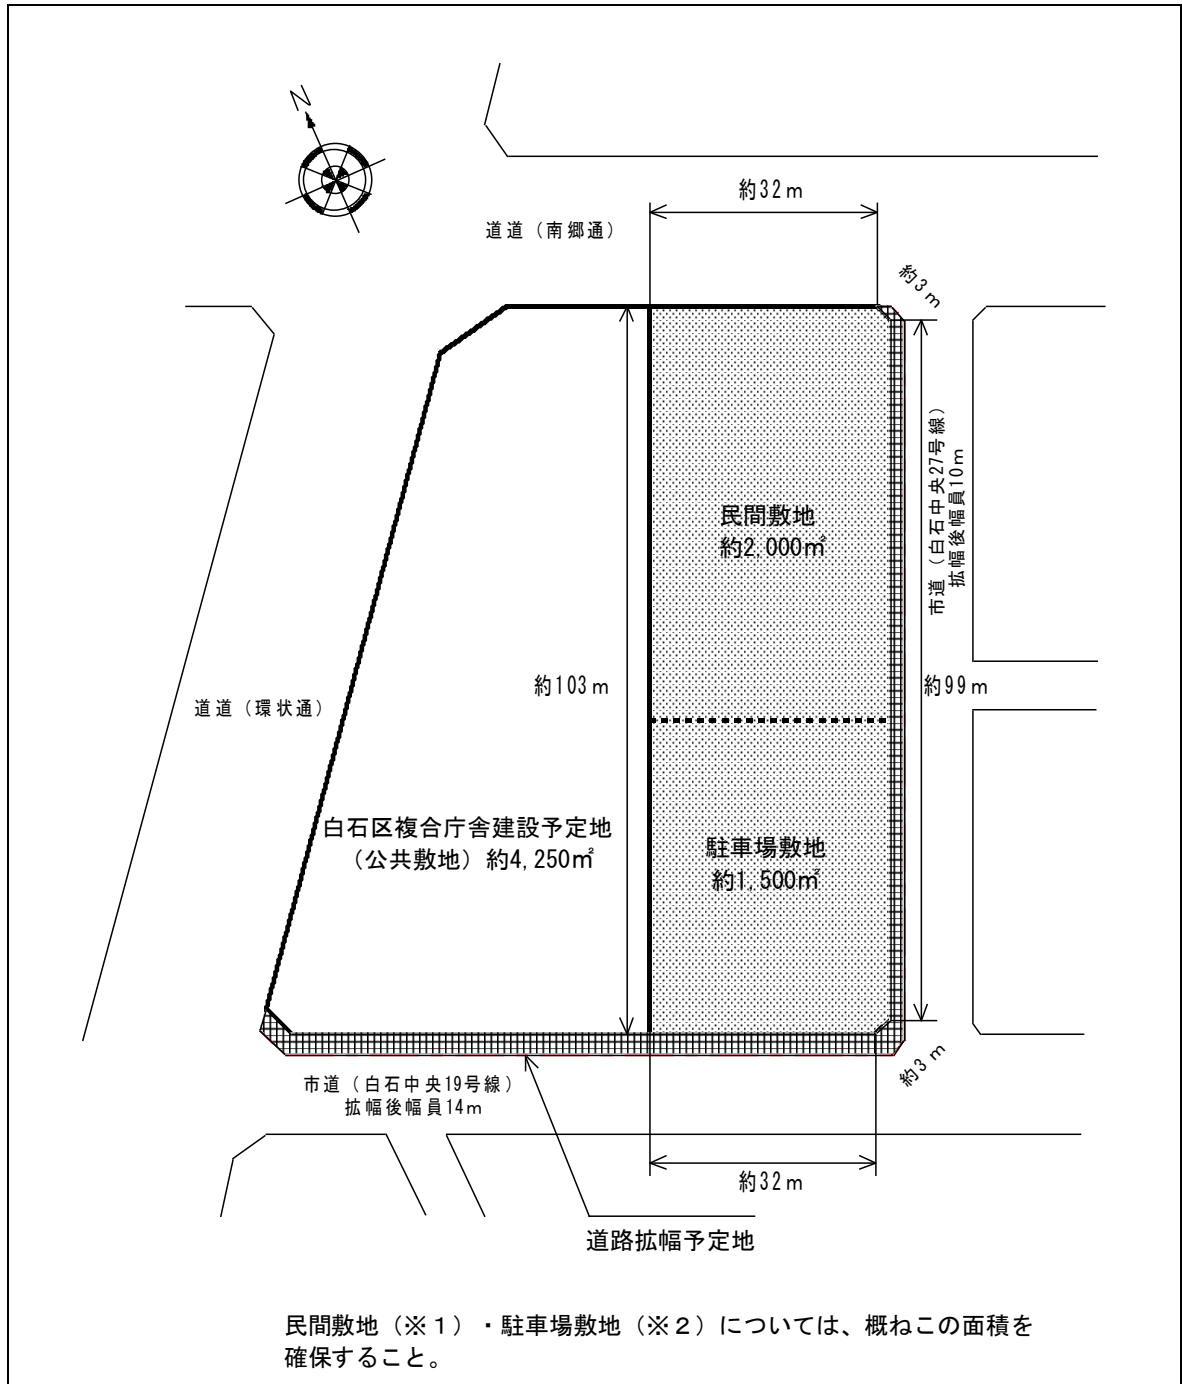 N
約32m
道道（南郷通）
約3m
市道（白石中央27号線）
拡幅後幅員10m
民間敷地
約2,000㎡
約103m
約99m
道道（環状通）
白石区複合庁舎建設予定地
（公共敷地）約4,250㎡
駐車場敷地
約1,500㎡
約3m
市道（白石中央19号線）
拡幅後幅員14m
約32m
道路拡幅予定地
民間敷地（※１）・駐車場敷地（※２）については、概ねこの面積を
確保すること。